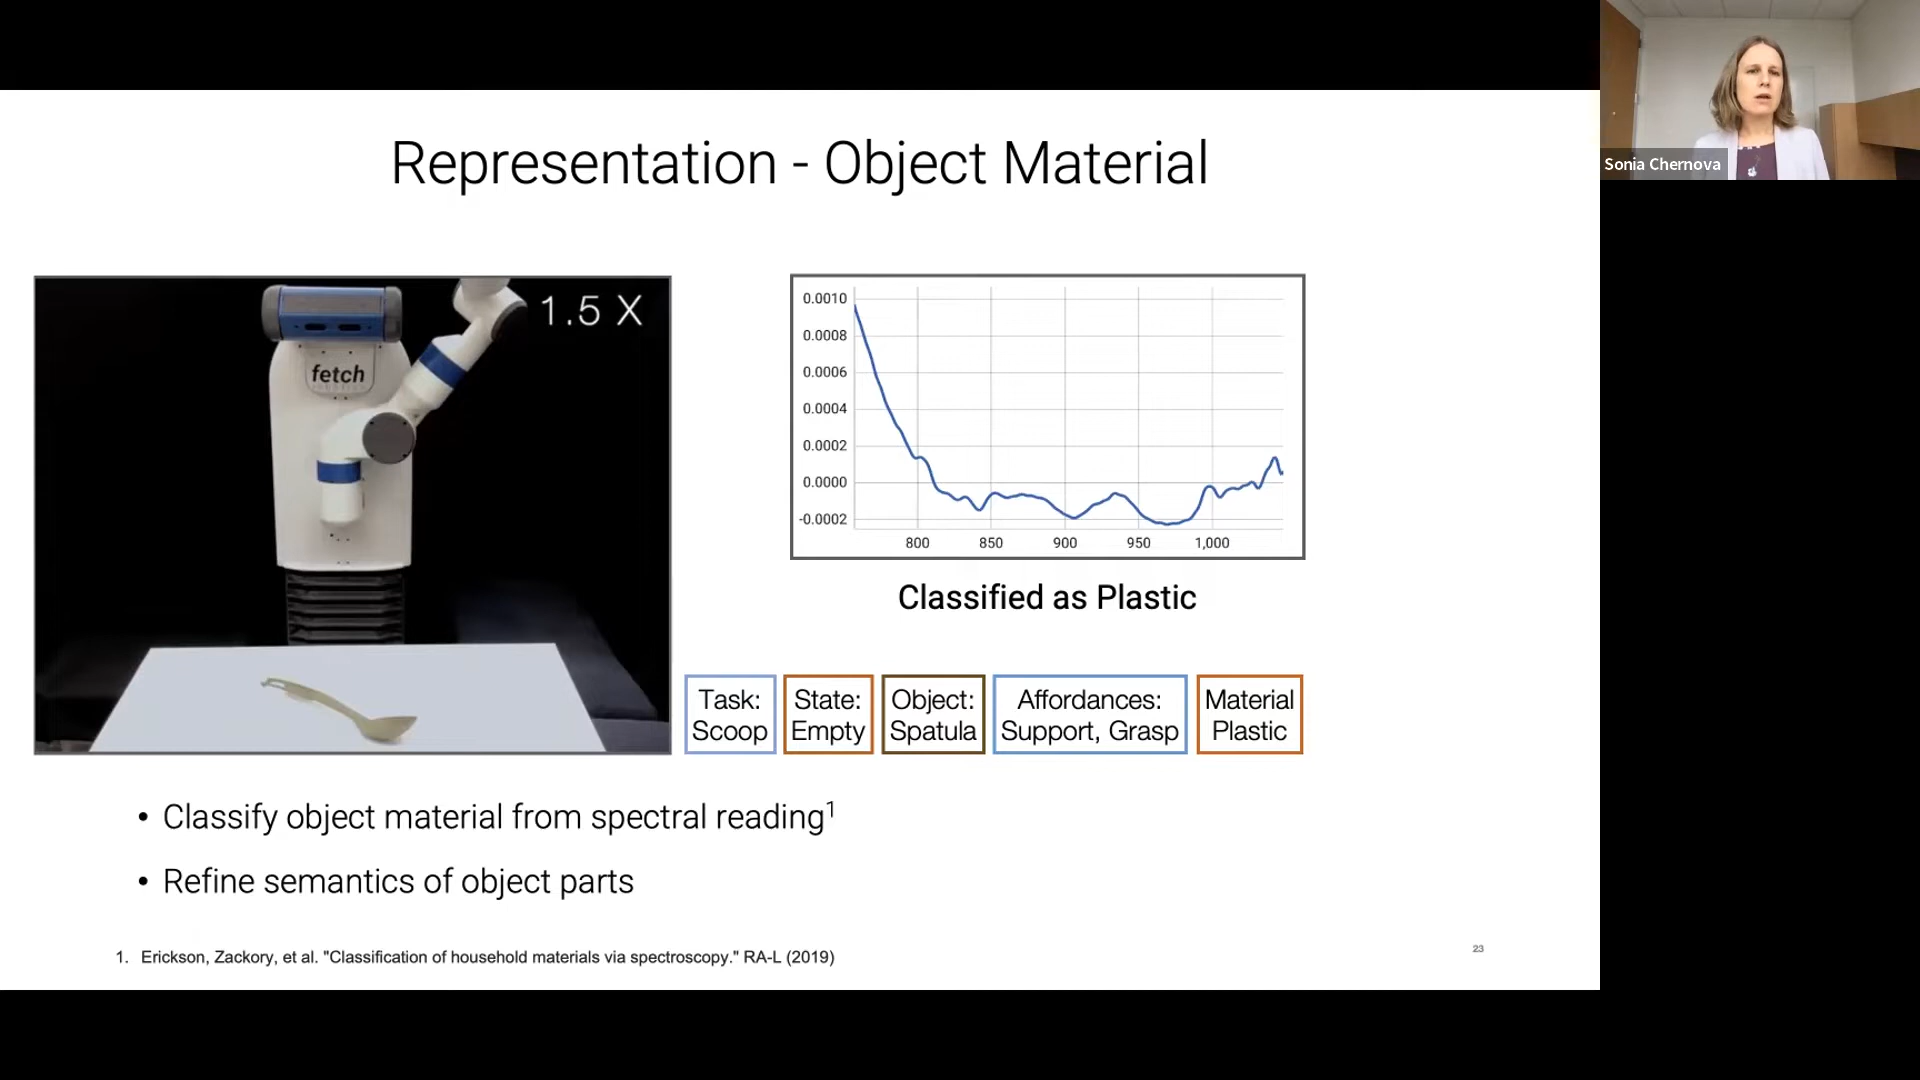 Sonia Chernova
Representation - Object Material
1.5 X
fetch
0.0010
0.0008
0.0006
0.0004
0.0002
0.0000
-0.0002
800 850 900 950 1,000
Classified as Plastic
Task:
Scoop
State:
Empty
Object:
Spatula
Affordances:
Support, Grasp
Material
Plastic
• Classify object material from spectral reading1
• Refine semantics of object parts
1. Erickson, Zackory, et al. "Classification of household materials via spectroscopy." RA-L (2019)
23